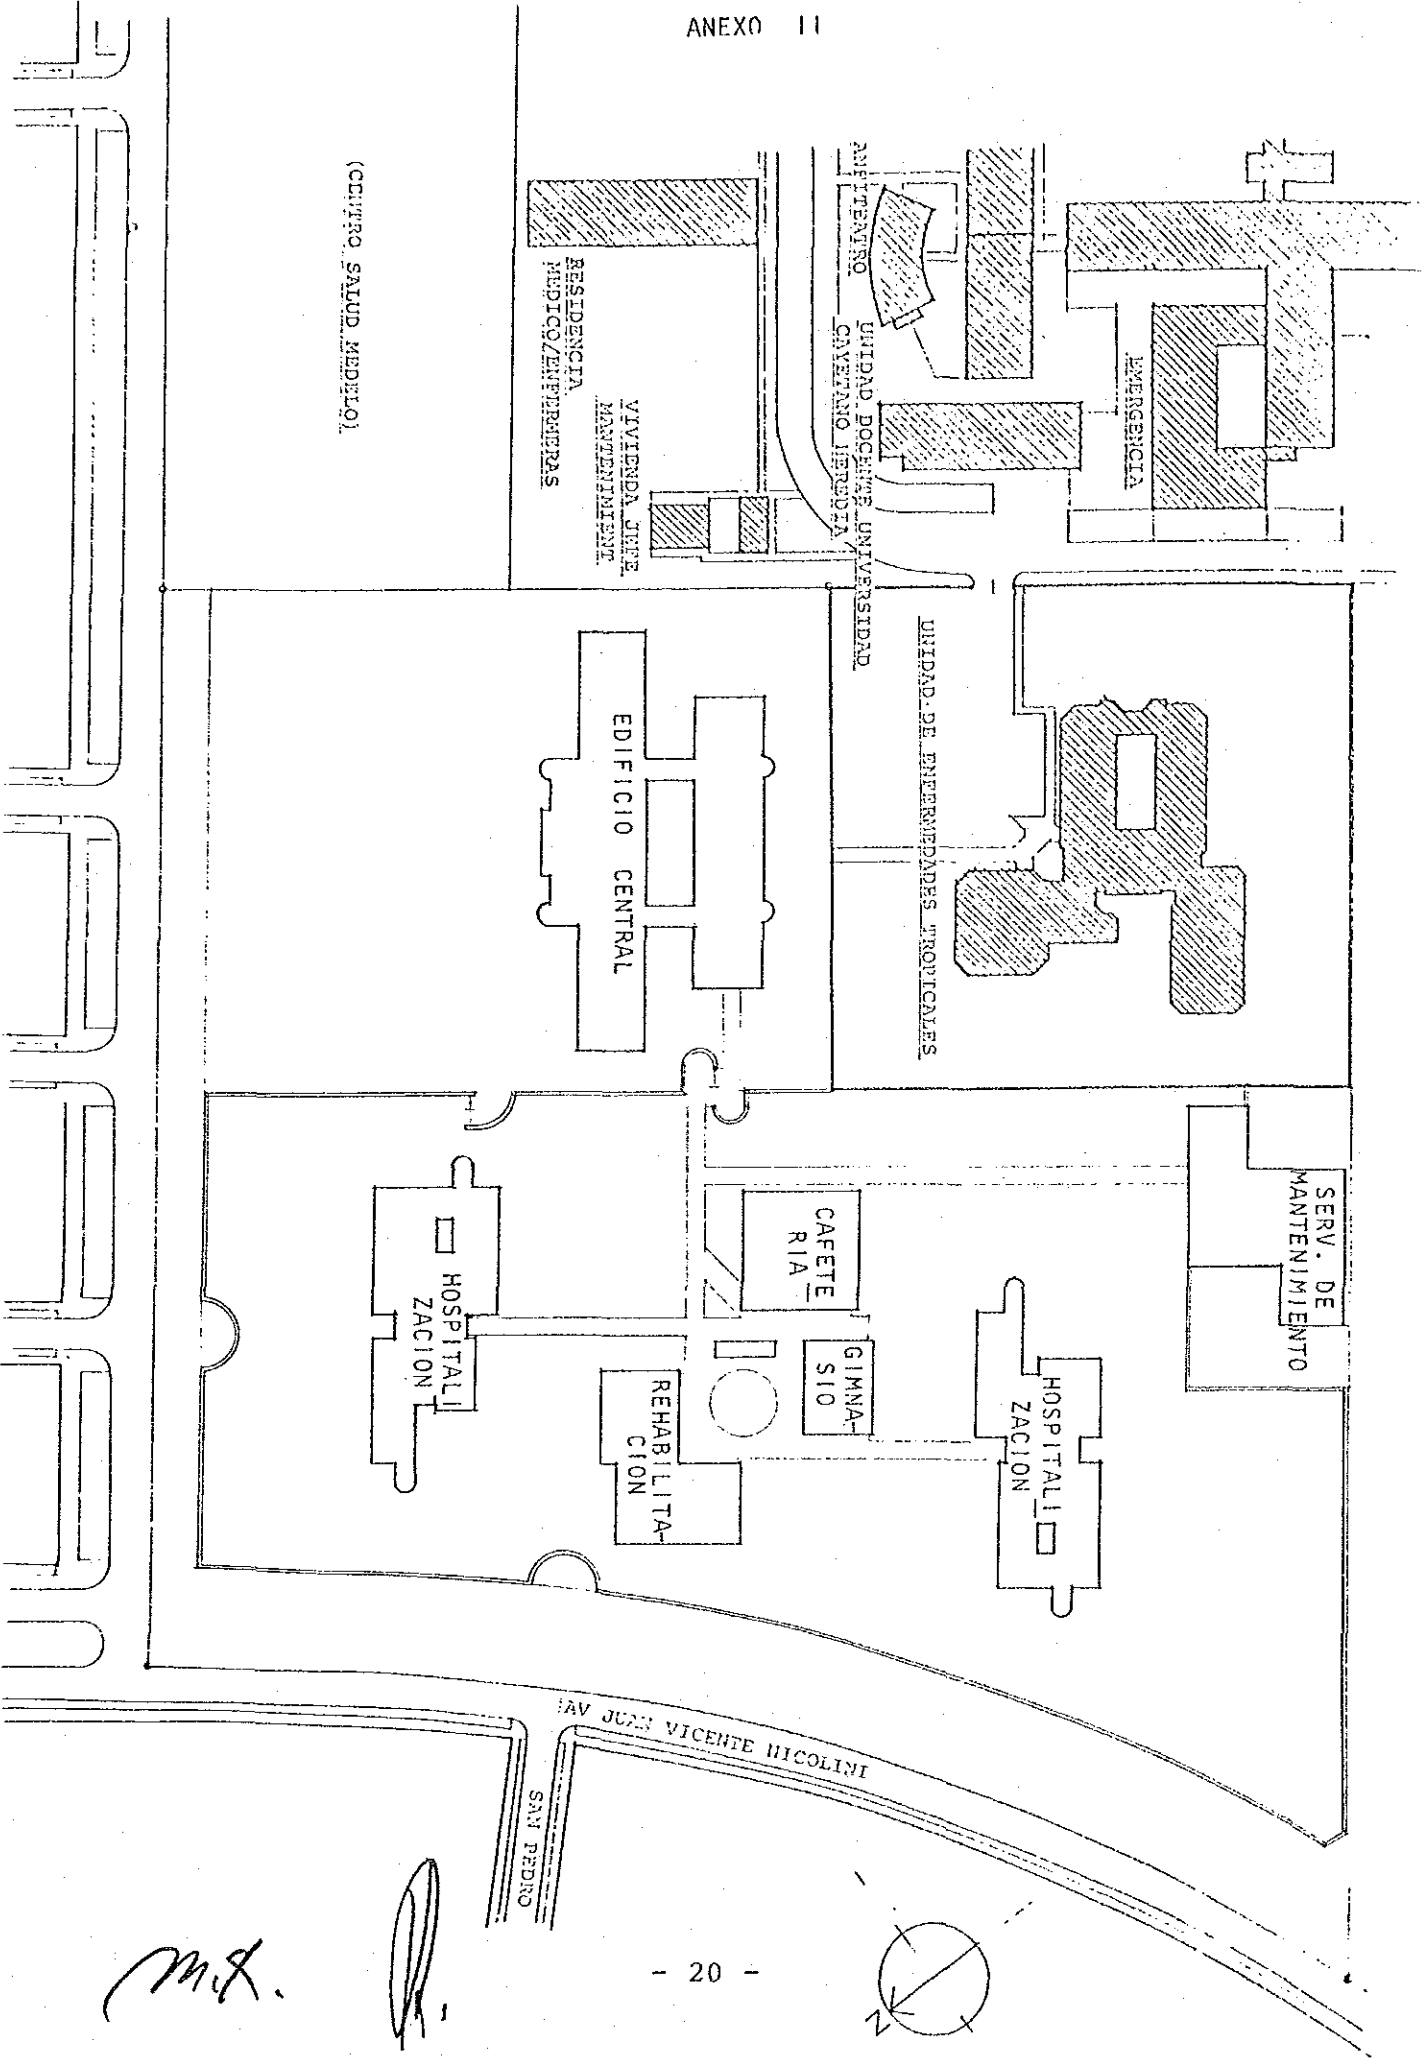 ANEXO II
(CENTRO SALUD MEDELO)
RESIDENCIA
MEDICO/ENFERMERAS
VIVIENDA JEFE
MANTENIMIENT
ANFITEATRO
UNIDAD DOCENTE UNIVERSIDAD
CAYETANO HEREDIA
EMERGENCIA
UNIDAD DE ENFERMEDADES TROPICALES
EDIFICIO CENTRAL
SERV. DE
MANTENIMIENTO
CAFETE
RIA
HOSPITALI
ZACION
GIMNA-
SIO
REHABILITA-
CION
HOSPITALI
ZACION
AV JUAN VICENTE NICOLINI
SAN PEDRO
N
M.K.
- 20 -